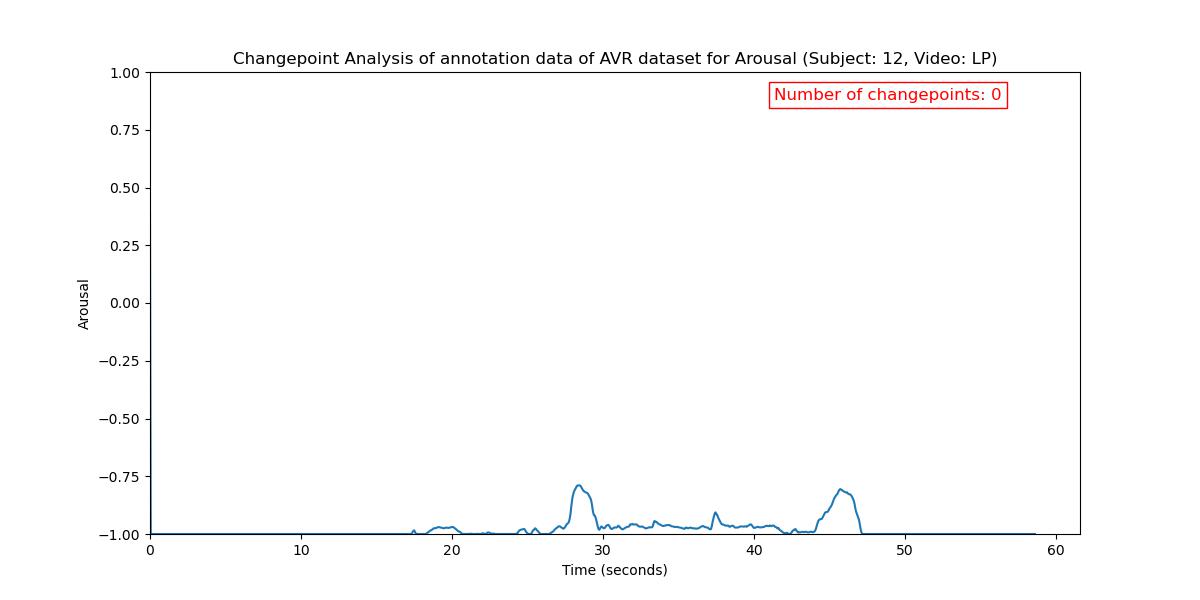 Changepoint Analysis of annotation data of AVR dataset for Arousal (Subject: 12, Video: LP)
Number of changepoints: 0
1.00
0.75
0.50
0.25
0.00
−0.25
−0.50
−0.75
−1.00
Arousal
0 10 20 30 40 50 60
Time (seconds)